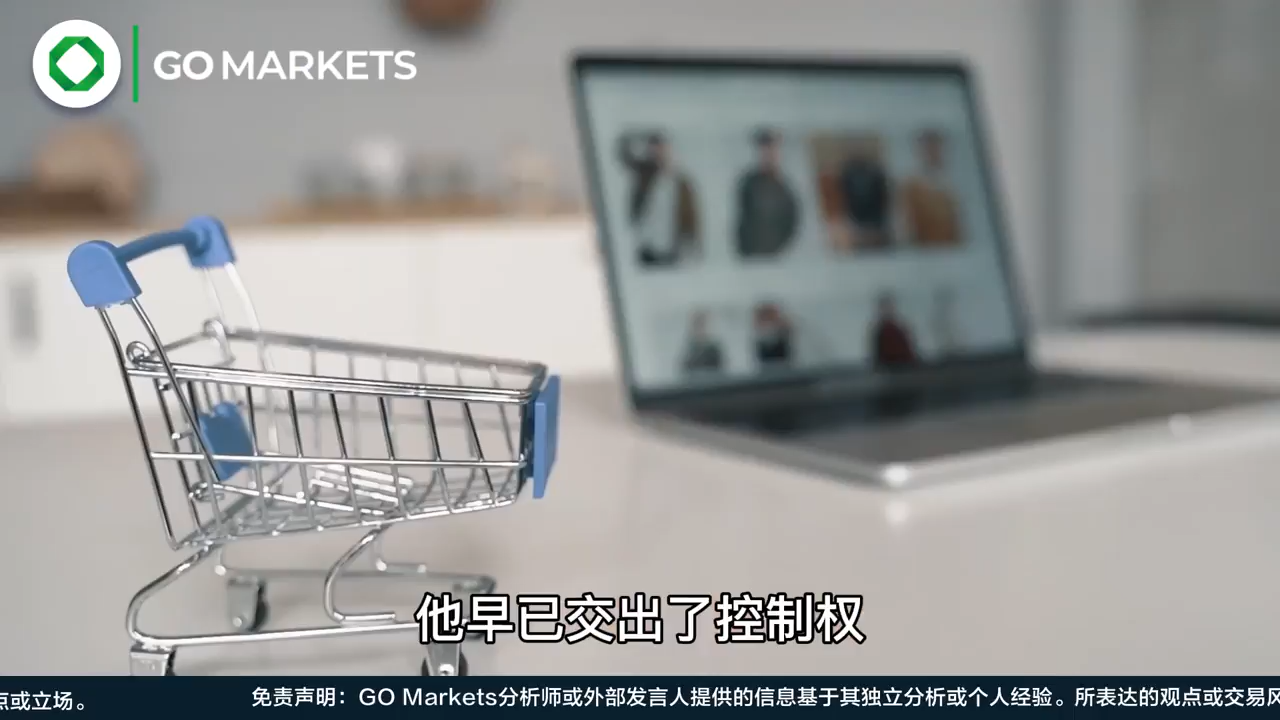 GO MARKETS
他早已交出了控制权
点或立场。 免责声明：GO Markets分析师或外部发言人提供的信息基于其独立分析或个人经验。所表达的观点或交易风